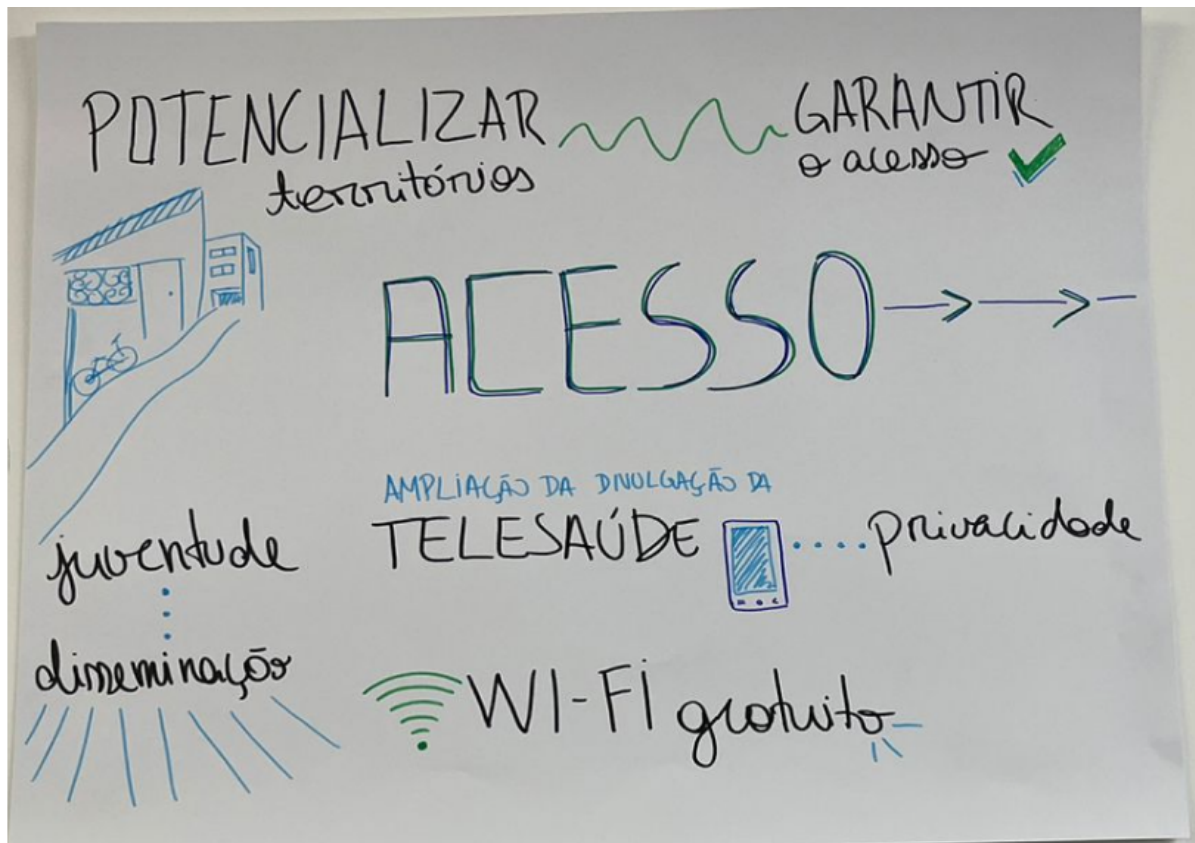 POTENCIALIZAR
territórios
GARANTIR
o acesso
ACESSO
AMPLIAÇÃO DA DIVULGAÇÃO DA
TELESAÚDE
privacidade
juventude
disseminação
WI-FI gratuito